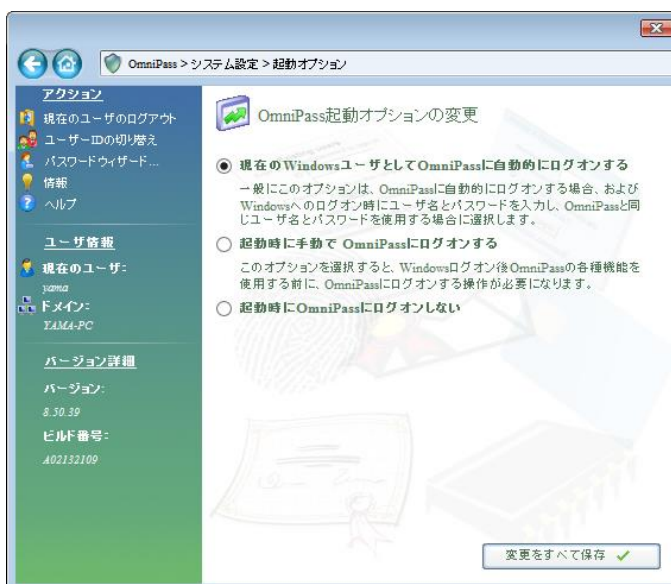 OmniPass > システム設定 > 起動オプション
アクション
現在のユーザのログアウト
ユーザーIDの切り替え
パスワードウィザード...
情報
ヘルプ
ユーザ情報
現在のユーザ:
yama
ドメイン:
YAMA-PC
バージョン詳細
バージョン:
8.50.39
ビルド番号:
A02132109
OmniPass起動オプションの変更
現在のWindowsユーザとしてOmniPassに自動的にログオンする
一般にこのオプションは、OmniPassに自動的にログオンする場合、および
Windowsへのログオン時にユーザ名とパスワードを入力し、OmniPassと同
じユーザ名とパスワードを使用する場合に選択します。
起動時に手動で OmniPassにログオンする
このオプションを選択すると、Windowsログオン後OmniPassの各種機能を
使用する前に、OmniPassにログオンする操作が必要になります。
起動時にOmniPassにログオンしない
変更をすべて保存